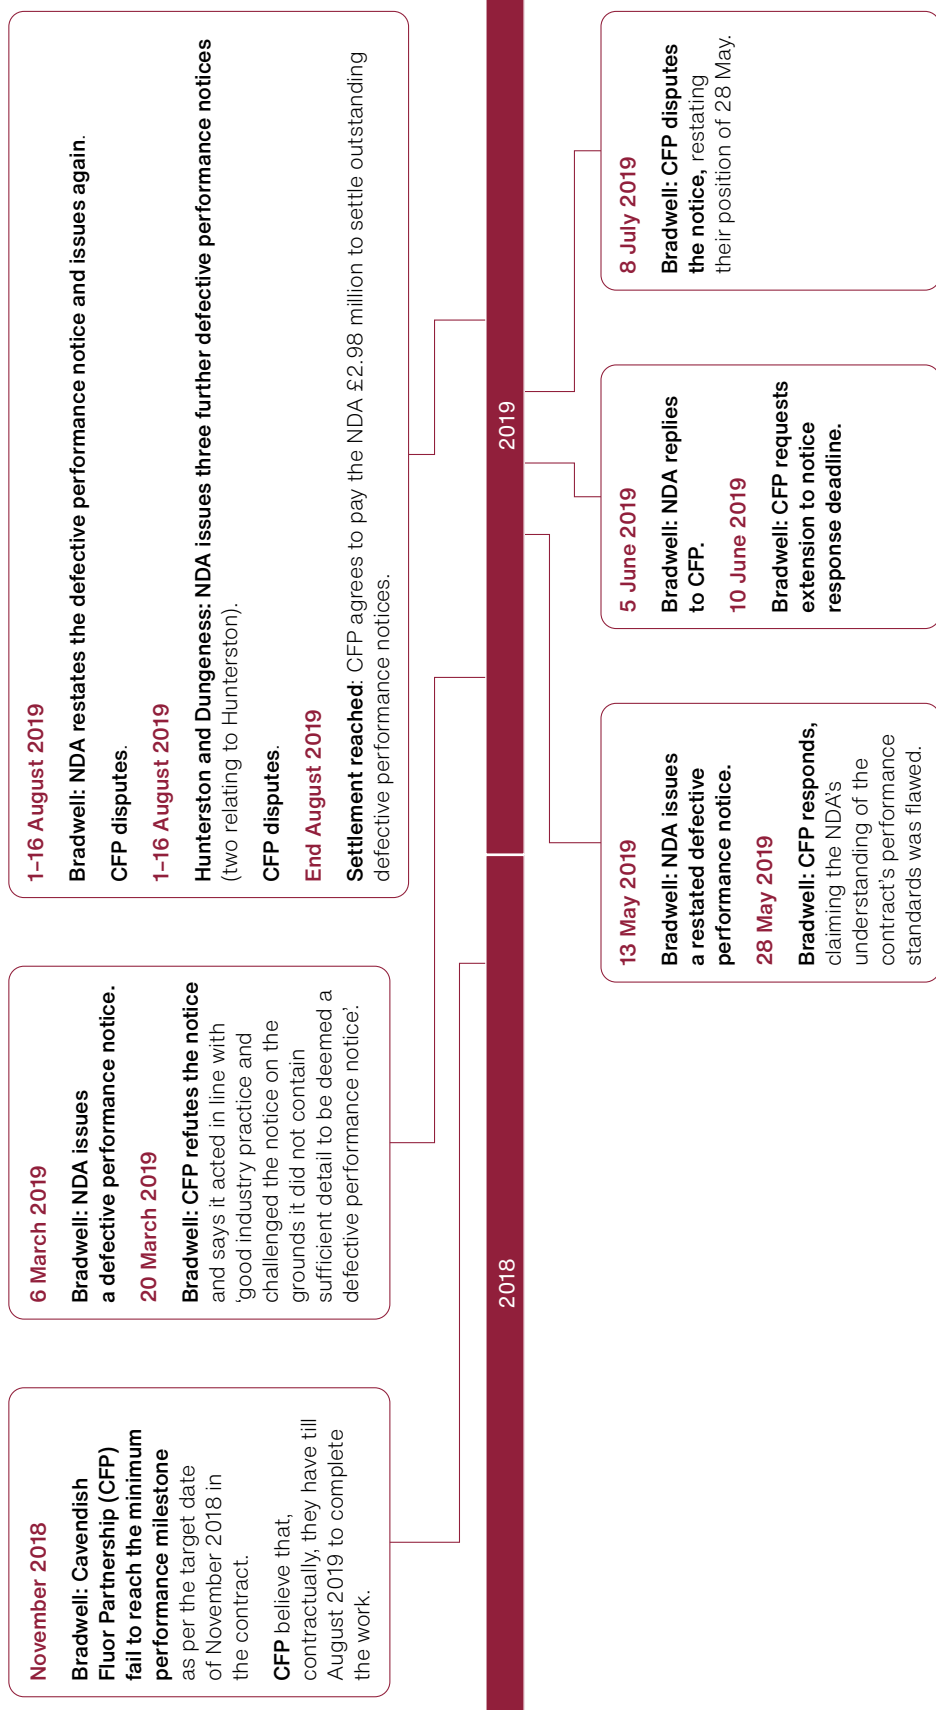 November 2018
Bradwell: Cavendish
Fluor Partnership (CFP)
fail to reach the minimum
performance milestone
as per the target date
of November 2018 in
the contract.
CFP believe that,
contractually, they have till
August 2019 to complete
the work.
6 March 2019
Bradwell: NDA issues
a defective performance notice.
20 March 2019
Bradwell: CFP refutes the notice
and says it acted in line with
‘good industry practice and
challenged the notice on the
grounds it did not contain
sufficient detail to be deemed a
defective performance notice’.
1–16 August 2019
Bradwell: NDA restates the defective performance notice and issues again.
CFP disputes.
1–16 August 2019
Hunterston and Dungeness: NDA issues three further defective performance notices
(two relating to Hunterston).
CFP disputes.
End August 2019
Settlement reached: CFP agrees to pay the NDA £2.98 million to settle outstanding
defective performance notices.
2018
2019
13 May 2019
Bradwell: NDA issues
a restated defective
performance notice.
28 May 2019
Bradwell: CFP responds,
claiming the NDA’s
understanding of the
contract’s performance
standards was flawed.
5 June 2019
Bradwell: NDA replies
to CFP.
10 June 2019
Bradwell: CFP requests
extension to notice
response deadline.
8 July 2019
Bradwell: CFP disputes
the notice, restating
their position of 28 May.